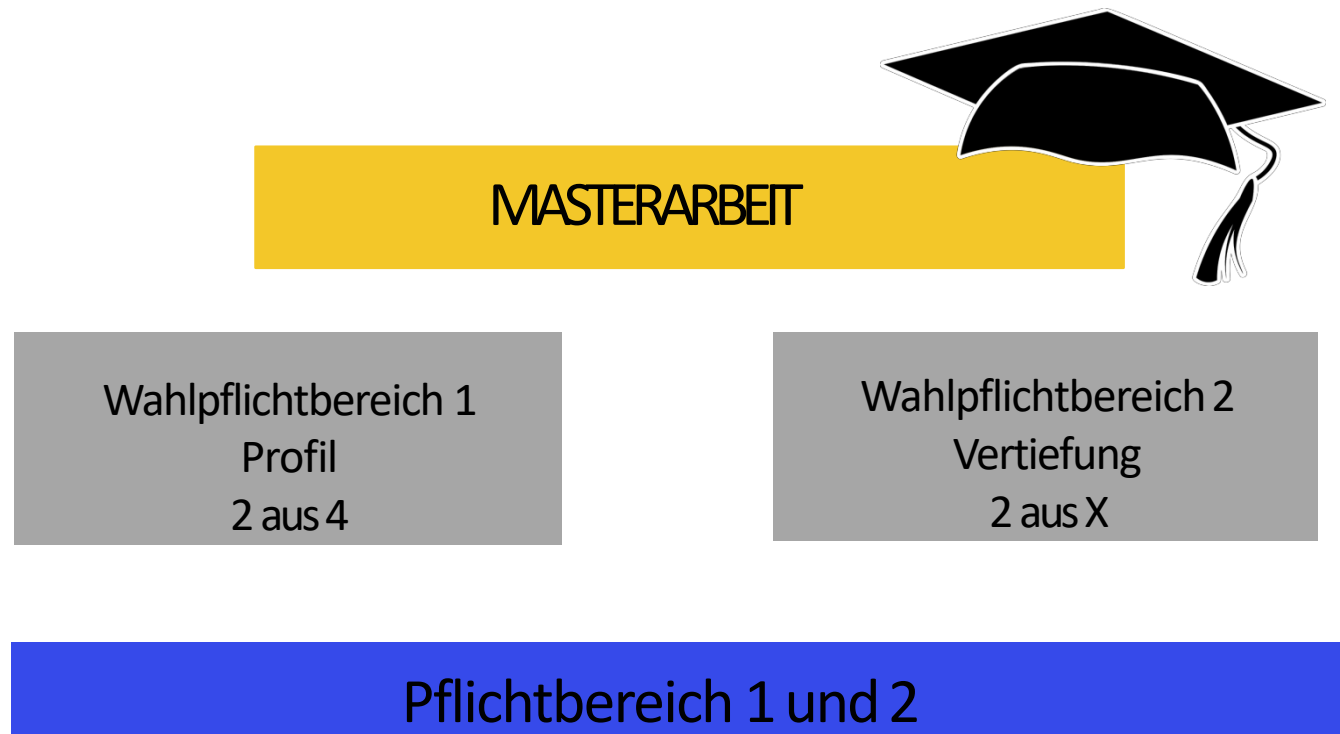 MASTERARBEIT
Wahlpflichtbereich 1
Profil
2 aus 4
Wahlpflichtbereich 2
Vertiefung
2 aus X
Pflichtbereich 1 und 2